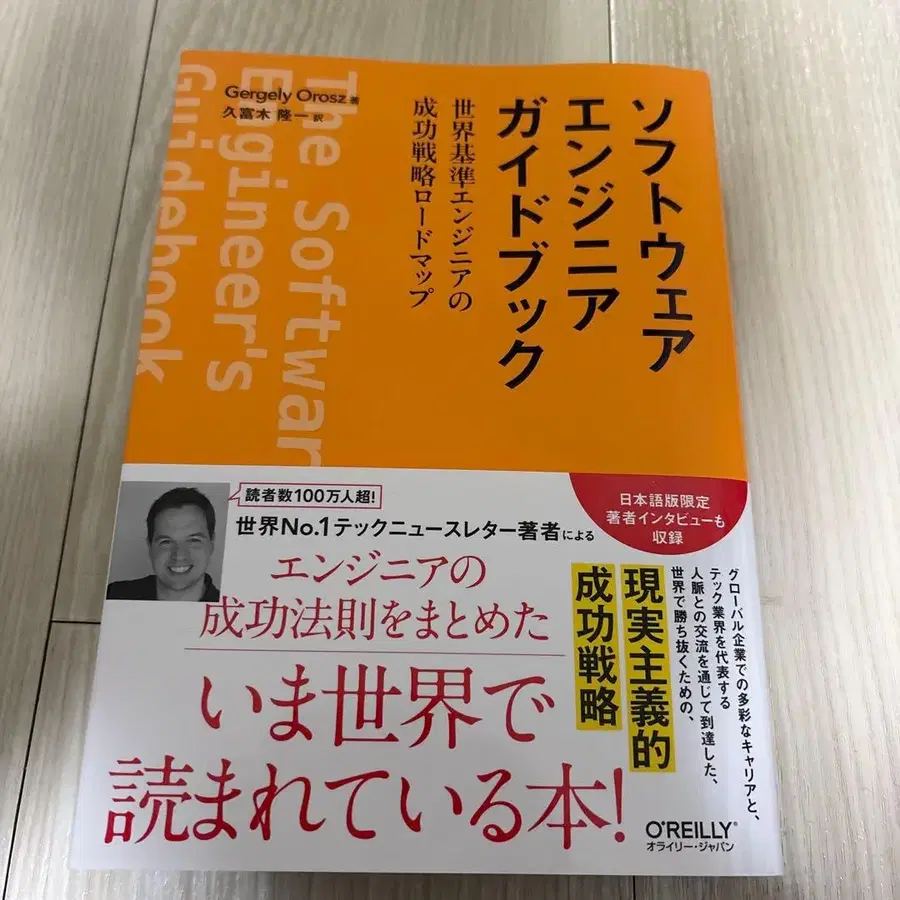 ソフトウェア
エンジニア
ガイドブック
世界基準エンジニアの
成功戦略ロードマップ
Gergely Orosz 著
久富木 隆一 訳
The Softwar
Engineer's
Guidebook
読者数100万人超!
世界No.1テックニュースレター著者による
エンジニアの
成功法則をまとめた
いま世界で
読まれている本!
日本語版限定
著者インタビューも
収録
グローバル企業での多彩なキャリアと、
テック業界を代表する
人脈との交流を通じて到達した、
世界で勝ち抜くための、
現実主義的
成功戦略
O'REILLY®
オライリー・ジャパン